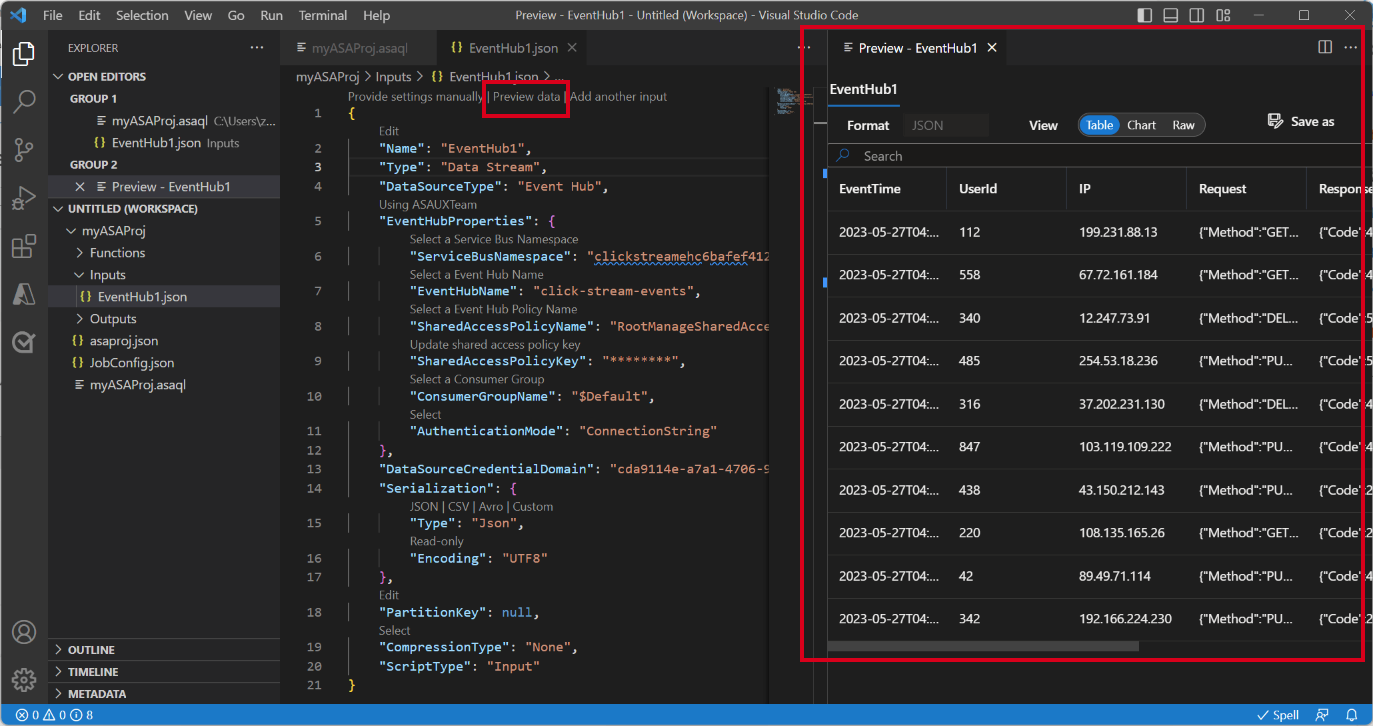 File Edit Selection View Go Run Terminal Help Preview - EventHub1 - Untitled (Workspace) - Visual Studio Code
EXPLORER ...
OPEN EDITORS
GROUP 1
myASAProj.asaql C:\Users\z...
{} EventHub1.json Inputs
GROUP 2
Preview - EventHub1
UNTITLED (WORKSPACE)
myASAProj
Functions
Inputs
{} EventHub1.json
Outputs
{} asaproj.json
{} JobConfig.json
myASAProj.asaql
OUTLINE
TIMELINE
METADATA
myASAProj.asaql {} EventHub1.json ...
myASAProj > Inputs > {} EventHub1.json > ...
Provide settings manually | Preview data | Add another input
1 {
Edit
2 "Name": "EventHub1",
3 "Type": "Data Stream",
4 "DataSourceType": "Event Hub",
Using ASAUXTeam
5 "EventHubProperties": {
Select a Service Bus Namespace
6 "ServiceBusNamespace": "clickstreamehc6bafef412
Select a Event Hub Name
7 "EventHubName": "click-stream-events",
Select a Event Hub Policy Name
8 "SharedAccessPolicyName": "RootManageSharedAcce
Update shared access policy key
9 "SharedAccessPolicyKey": "********",
Select a Consumer Group
10 "ConsumerGroupName": "$Default",
Select
11 "AuthenticationMode": "ConnectionString"
12 },
13 "DataSourceCredentialDomain": "cda9114e-a7a1-4706-9
14 "Serialization": {
JSON | CSV | Avro | Custom
15 "Type": "Json",
Read-only
16 "Encoding": "UTF8"
17 },
Edit
18 "PartitionKey": null,
Select
19 "CompressionType": "None",
20 "ScriptType": "Input"
21 }
Preview - EventHub1 ...
EventHub1
Format JSON View Table Chart Raw Save as
Search
EventTime UserId IP Request Response
2023-05-27T04:... 112 199.231.88.13 {"Method":"GET... {"Code":4
2023-05-27T04:... 558 67.72.161.184 {"Method":"GET... {"Code":4
2023-05-27T04:... 340 12.247.73.91 {"Method":"DEL... {"Code":5
2023-05-27T04:... 485 254.53.18.236 {"Method":"PU... {"Code":5
2023-05-27T04:... 316 37.202.231.130 {"Method":"DEL... {"Code":4
2023-05-27T04:... 847 103.119.109.222 {"Method":"PU... {"Code":4
2023-05-27T04:... 438 43.150.212.143 {"Method":"PU... {"Code":2
2023-05-27T04:... 220 108.135.165.26 {"Method":"GET... {"Code":2
2023-05-27T04:... 42 89.49.71.114 {"Method":"PU... {"Code":4
2023-05-27T04:... 342 192.166.224.230 {"Method":"PU... {"Code":2
0 0 8 Spell